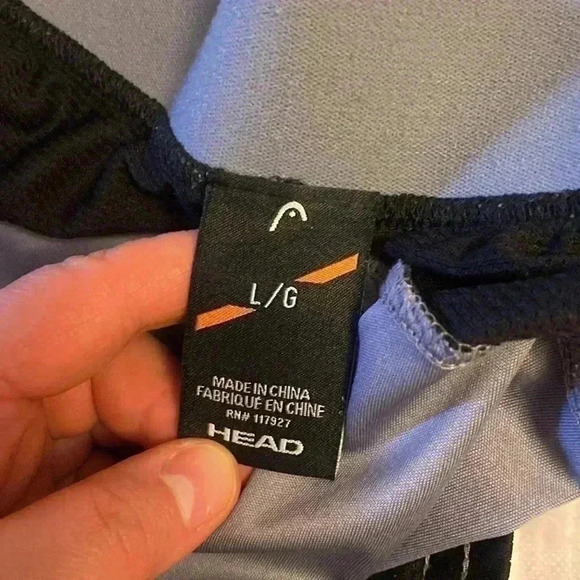 L/G
MADE IN CHINA
FABRIQUÉ EN CHINE
RN# 117927
HEAD